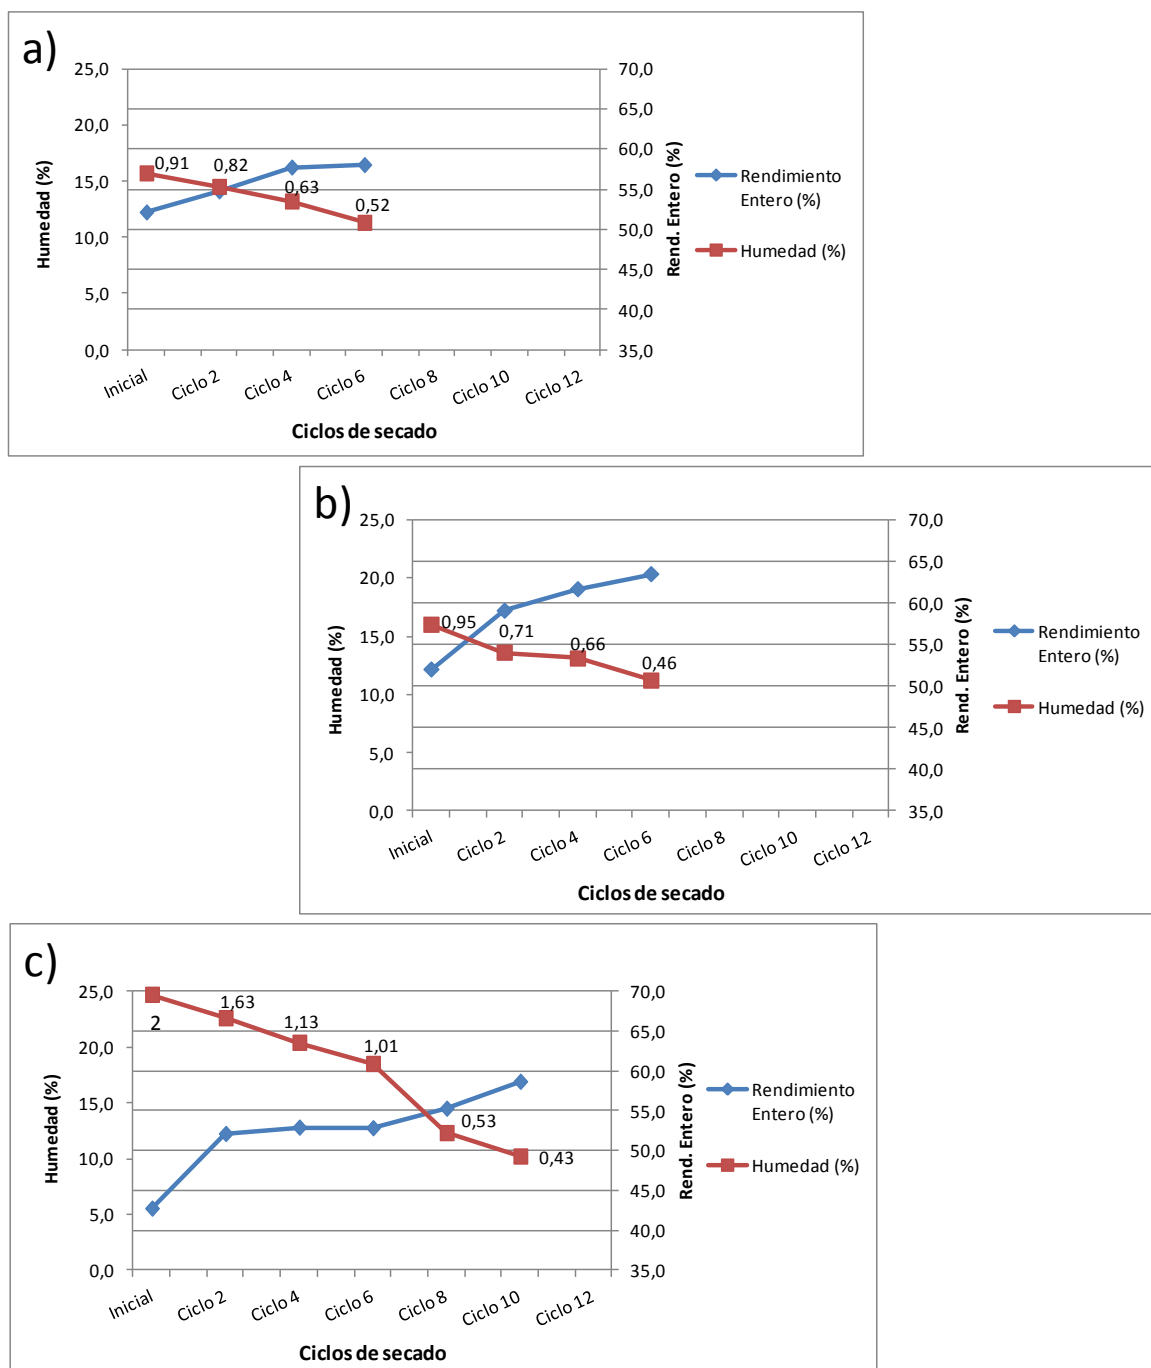 a)
25,0
20,0
15,0
10,0
5,0
0,0
Humedad (%)
70,0
65,0
60,0
55,0
50,0
45,0
40,0
35,0
Rend. Entero (%)
0,91
0,82
0,63
0,52
Inicial
Ciclo 2
Ciclo 4
Ciclo 6
Ciclo 8
Ciclo 10
Ciclo 12
Ciclos de secado
Rendimiento
Entero (%)
Humedad (%)
b)
25,0
20,0
15,0
10,0
5,0
0,0
Humedad (%)
70,0
65,0
60,0
55,0
50,0
45,0
40,0
35,0
Rend. Entero (%)
0,95
0,71
0,66
0,46
Inicial
Ciclo 2
Ciclo 4
Ciclo 6
Ciclo 8
Ciclo 10
Ciclo 12
Ciclos de secado
Rendimiento
Entero (%)
Humedad (%)
c)
25,0
20,0
15,0
10,0
5,0
0,0
Humedad (%)
70,0
65,0
60,0
55,0
50,0
45,0
40,0
35,0
Rend. Entero (%)
2
1,63
1,13
1,01
0,53
0,43
Inicial
Ciclo 2
Ciclo 4
Ciclo 6
Ciclo 8
Ciclo 10
Ciclo 12
Ciclos de secado
Rendimiento
Entero (%)
Humedad (%)